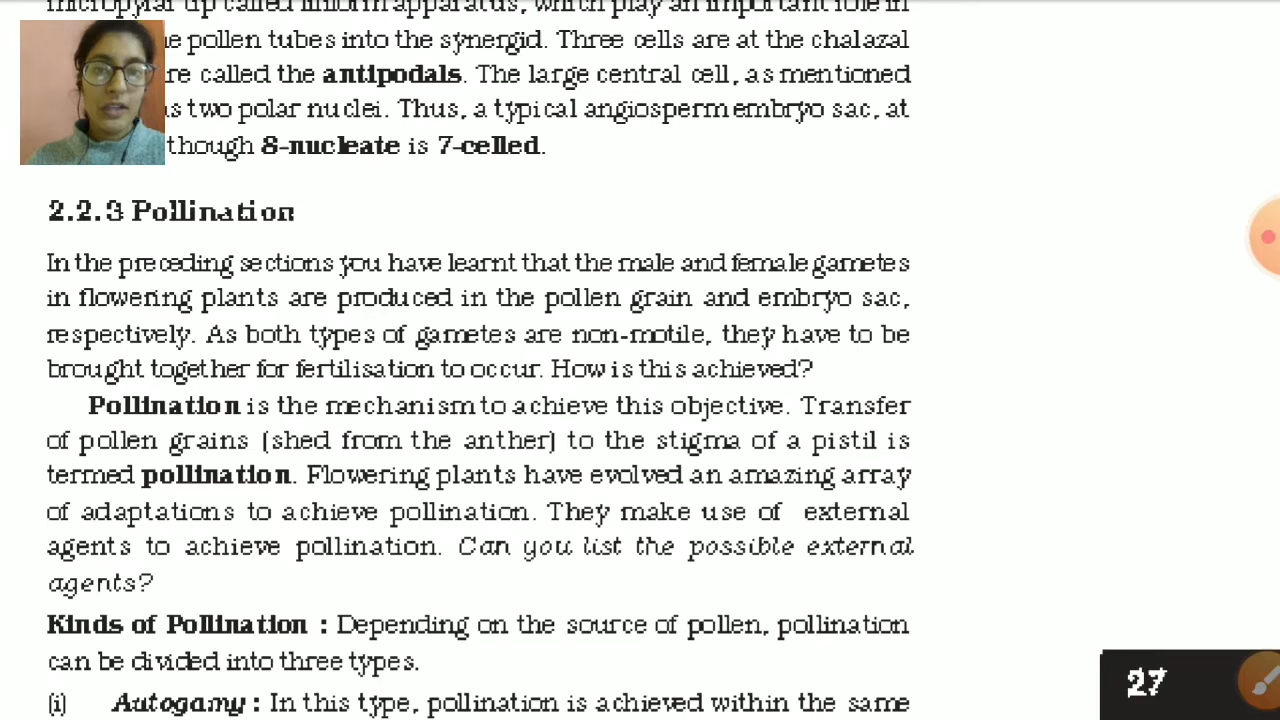 micropylar tip called filiform apparatus, which play an important role in
e pollen tubes into the synergid. Three cells are at the chalazal
re called the antipodals. The large central cell, as mentioned
s two polar nuclei. Thus, a typical angiosperm embryo sac, at
though 8-nucleate is 7-celled.
2.2.3 Pollination
In the preceding sections you have learnt that the male and female gametes
in flowering plants are produced in the pollen grain and embryo sac,
respectively. As both types of gametes are non-motile, they have to be
brought together for fertilisation to occur. How is this achieved?
Pollination is the mechanism to achieve this objective. Transfer
of pollen grains (shed from the anther) to the stigma of a pistil is
termed pollination. Flowering plants have evolved an amazing array
of adaptations to achieve pollination. They make use of external
agents to achieve pollination. Can you list the possible external
agents?
Kinds of Pollination : Depending on the source of pollen, pollination
can be divided into three types.
(i) Autogamy : In this type, pollination is achieved within the same
27